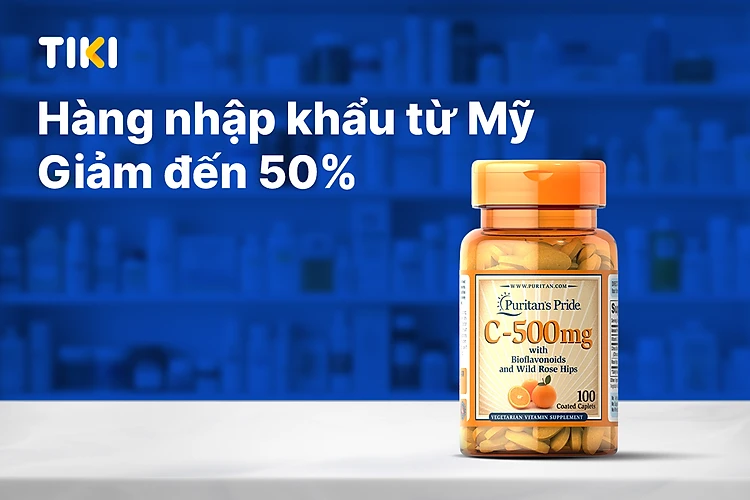 TIKI
Hàng nhập khẩu từ Mỹ
Giảm đến 50%
WWW.PURITAN.COM
Puritan's Pride
C-500mg
with
Bioflavonoids
and Wild Rose Hips
100
Coated Caplets
VEGETARIAN VITAMIN SUPPLEMENT